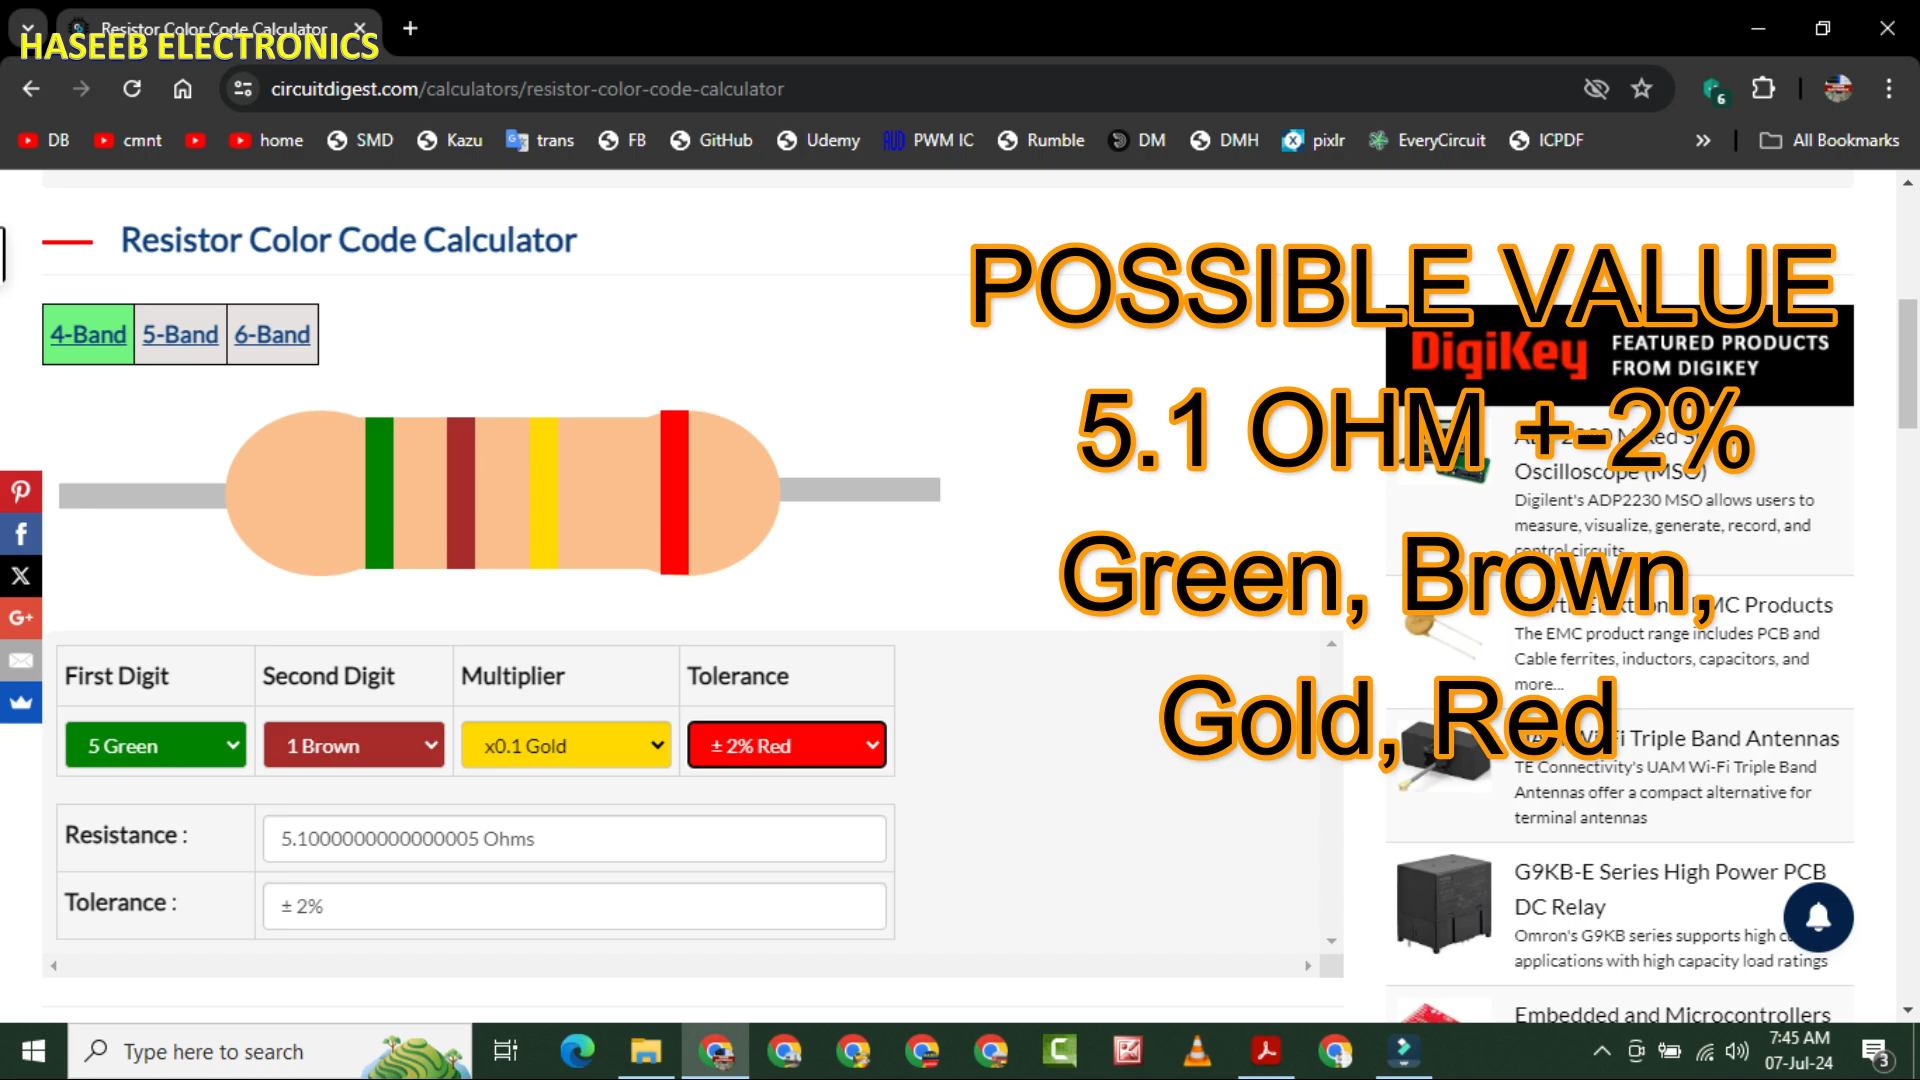 Resistor Color Code Calculator
HASEEB ELECTRONICS
circuitdigest.com/calculators/resistor-color-code-calculator
6
DB
cmnt
home
SMD
Kazu
trans
FB
GitHub
Udemy
AUD PWM IC
Rumble
DM
DMH
pixlr
EveryCircuit
ICPDF
All Bookmarks
Resistor Color Code Calculator
4-Band 5-Band 6-Band
POSSIBLE VALUE
5.1 OHM +-2%
Green, Brown,
Gold, Red
First Digit Second Digit Multiplier Tolerance
5 Green 1 Brown x0.1 Gold ± 2% Red
Resistance : 5.1000000000000005 Ohms
Tolerance : ± 2%
DigiKey FEATURED PRODUCTS
FROM DIGIKEY
Oscilloscope (MSO)
Digilent's ADP2230 MSO allows users to
measure, visualize, generate, record, and
control circuits
EMC Products
The EMC product range includes PCB and
Cable ferrites, inductors, capacitors, and
more...
Wi-Fi Triple Band Antennas
TE Connectivity's UAM Wi-Fi Triple Band
Antennas offer a compact alternative for
terminal antennas
G9KB-E Series High Power PCB
DC Relay
Omron's G9KB series supports high
applications with high capacity load ratings
Embedded and Microcontrollers
Type here to search
7:45 AM
07-Jul-24
3